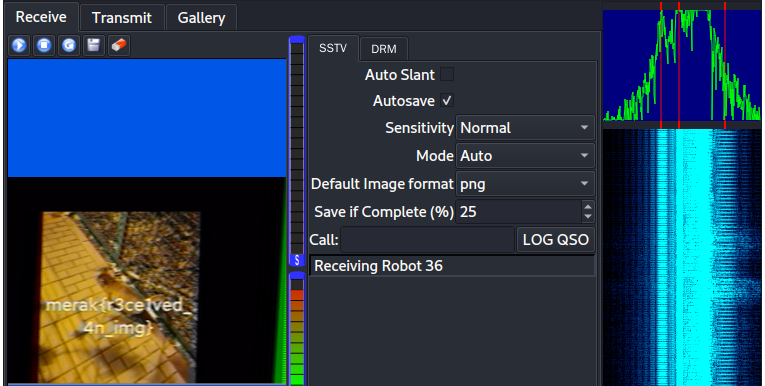 Receive Transmit Gallery
SSTV DRM
Auto Slant
Autosave ✓
Sensitivity Normal
Mode Auto
Default Image format png
Save if Complete (%) 25
Call: LOG QSO
S
Receiving Robot 36
merak{r3ce1ved_
4n_img}